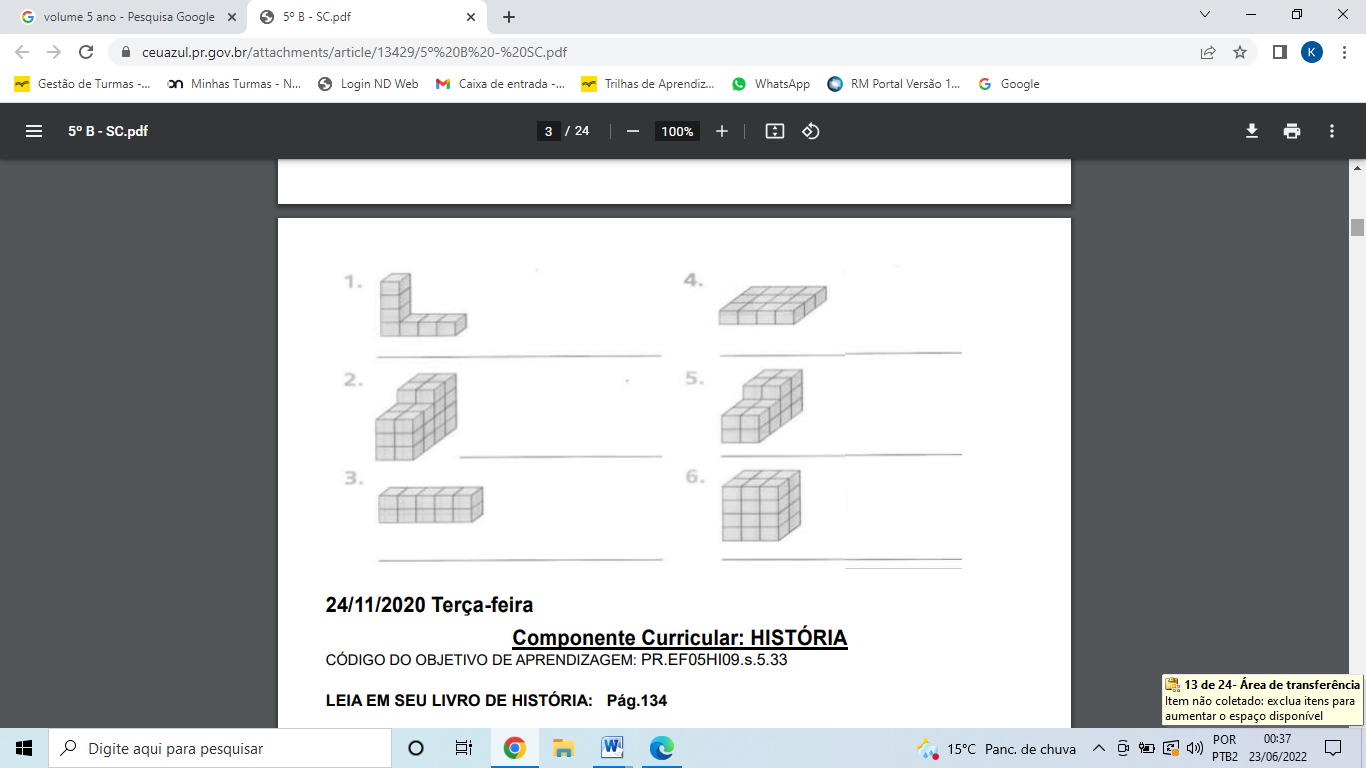 volume 5 ano - Pesquisa Google
5º B - SC.pdf
ceuazul.pr.gov.br/attachments/article/13429/5º%20B%20-%20SC.pdf
K
Gestão de Turmas -...
Minhas Turmas - N...
Login ND Web
Caixa de entrada -...
Trilhas de Aprendiz...
WhatsApp
RM Portal Versão 1...
Google
5º B - SC.pdf
3 / 24
100%
1.
4.
2.
5.
3.
6.
24/11/2020 Terça-feira
Componente Curricular: HISTÓRIA
CÓDIGO DO OBJETIVO DE APRENDIZAGEM: PR.EF05HI09.s.5.33
LEIA EM SEU LIVRO DE HISTÓRIA: Pág.134
13 de 24- Área de transferência
Item não coletado: exclua itens para
aumentar o espaço disponível
Digite aqui para pesquisar
15°C Panc. de chuva
POR
PTB2
00:37
23/06/2022